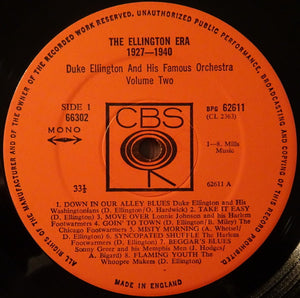 THE ELLINGTON ERA
1927—1940
Duke Ellington And His Famous Orchestra
Volume Two
SIDE 1
66302
MONO
CBS
BPG 62611
(CL 2363)
1—8. Mills
Music
33⅓
62611 A
1. DOWN IN OUR ALLEY BLUES Duke Ellington and His
Washingtonians (D. Ellington/O. Hardwick) 2. TAKE IT EASY
(D. Ellington) 3. MOVE OVER Lonnie Johnson and his Harlem
Footwarmers 4. GOIN' TO TOWN (D. Ellington/ Miley) The
Chicago Footwarmers 5. MISTY MORNING (A. Whetsel/
D. Ellington) 6. SYNCOPATED SHUFFLE The Harlem
Footwarmers (D. Ellington) 7. BEGGAR'S BLUES
Sonny Greer and his Memphis Men (J. Hodges/
A. Bigard) 8. FLAMING YOUTH The
Whoopee Makers (D. Ellington)
ALL RIGHTS OF THE MANUFACTURER AND OF THE OWNER OF THE RECORDED WORK RESERVED. UNAUTHORISED COPYING, PUBLIC PERFORMANCE AND BROADCASTING OF THIS RECORD PROHIBITED.
MADE IN ENGLAND